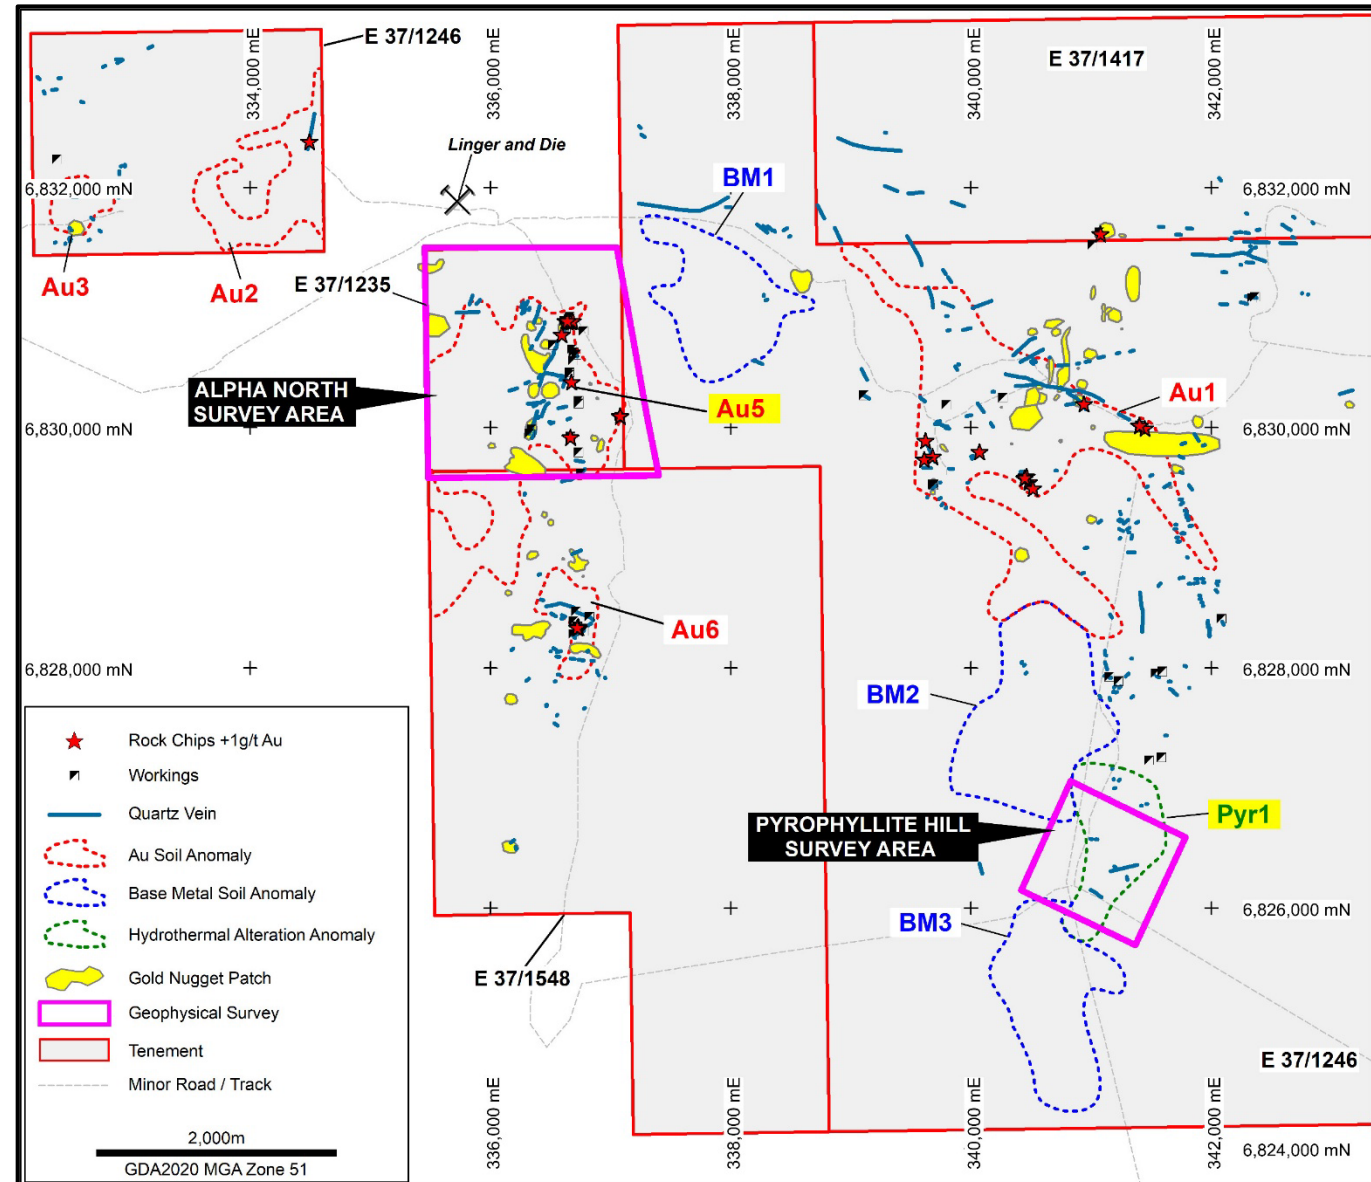 E 37/1246
334,000 mE
336,000 mE
338,000 mE
340,000 mE
E 37/1417
342,000 mE
Linger and Die
6,832,000 mN
BM1
6,832,000 mN
Au3
Au2
E 37/1235
ALPHA NORTH
SURVEY AREA
Au5
Au1
6,830,000 mN
6,830,000 mN
Au6
6,828,000 mN
BM2
6,828,000 mN
Rock Chips +1g/t Au
Workings
Quartz Vein
Au Soil Anomaly
Base Metal Soil Anomaly
Hydrothermal Alteration Anomaly
Gold Nugget Patch
Geophysical Survey
Tenement
Minor Road / Track
2,000m
GDA2020 MGA Zone 51
PYROPHYLLITE HILL
SURVEY AREA
Pyr1
BM3
6,826,000 mN
E 37/1548
E 37/1246
336,000 mE
338,000 mE
340,000 mE
342,000 mE
6,824,000 mN